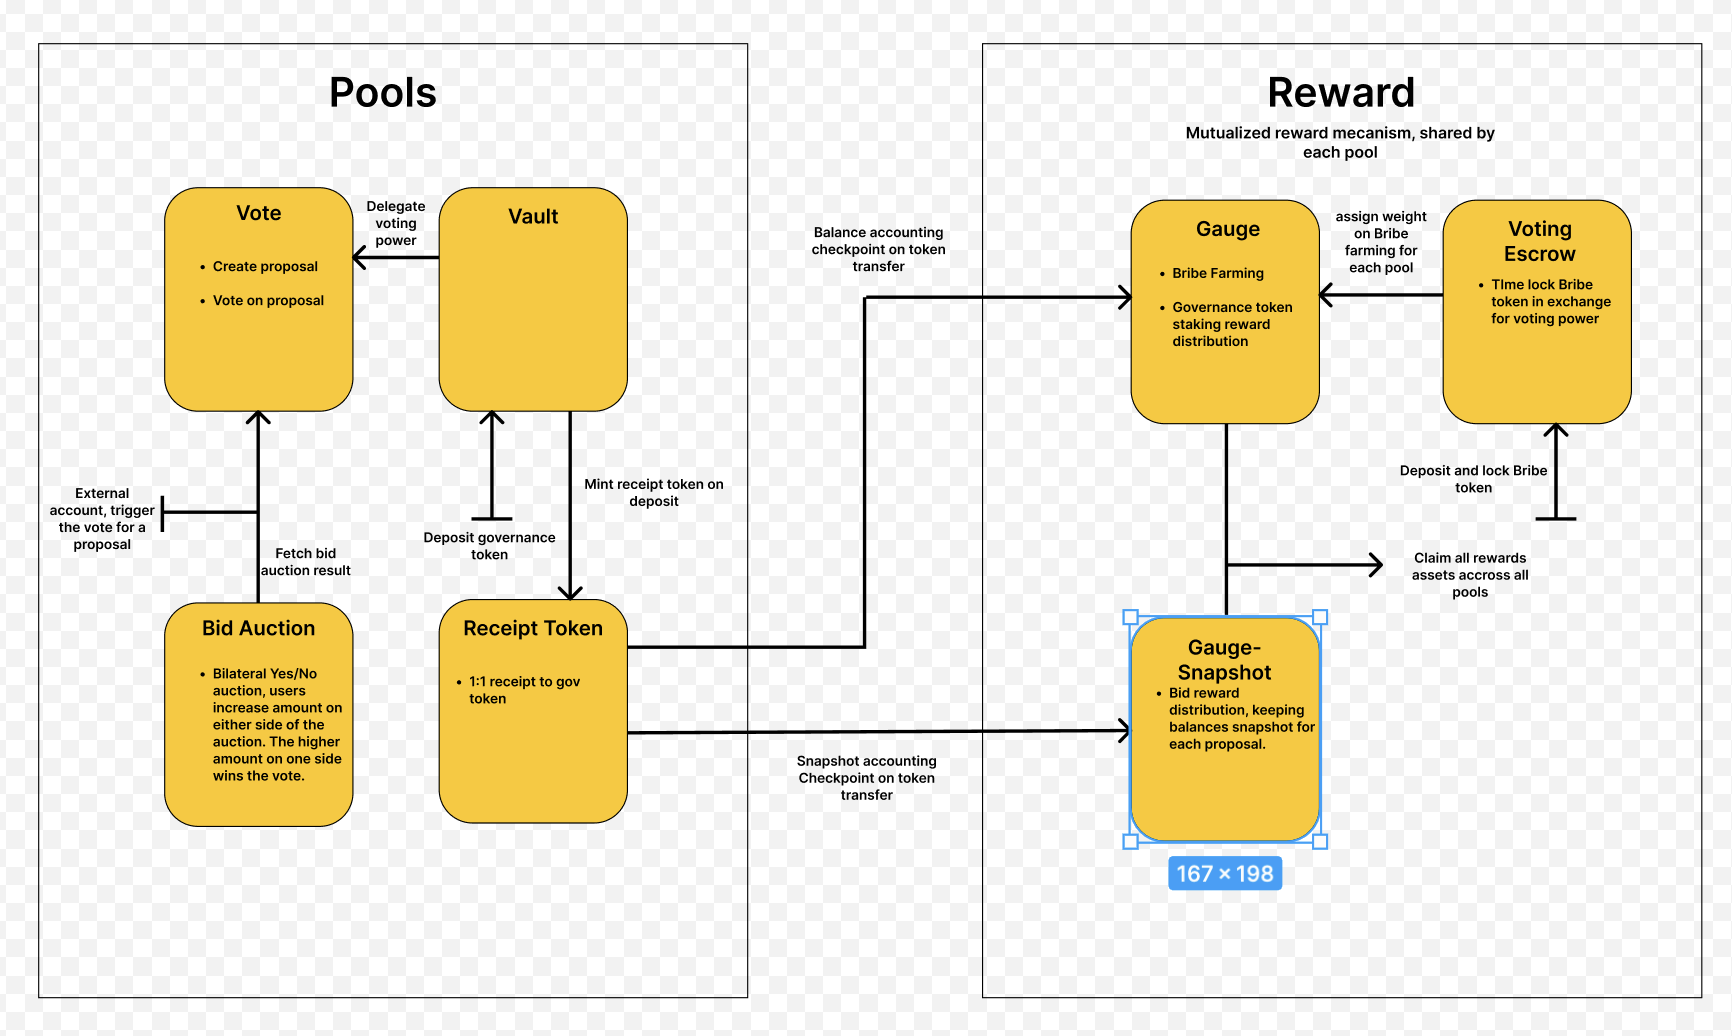 Pools
Vote
• Create proposal
• Vote on proposal
Delegate
voting
power
Vault
External
account, trigger
the vote for a
proposal
Fetch bid
auction result
Deposit governance
token
Mint receipt token on
deposit
Bid Auction
• Bilateral Yes/No
auction, users
increase amount on
either side of the
auction. The higher
amount on one side
wins the vote.
Receipt Token
• 1:1 receipt to gov
token
Balance accounting
checkpoint on token
transfer
Snapshot accounting
Checkpoint on token
transfer
Reward
Mutualized reward mecanism, shared by
each pool
Gauge
• Bribe Farming
• Governance token
staking reward
distribution
assign weight
on Bribe
farming for
each pool
Voting
Escrow
• TIme lock Bribe
token in exchange
for voting power
Deposit and lock Bribe
token
Claim all rewards
assets accross all
pools
Gauge-
Snapshot
• Bid reward
distribution, keeping
balances snapshot for
each proposal.
167 × 198